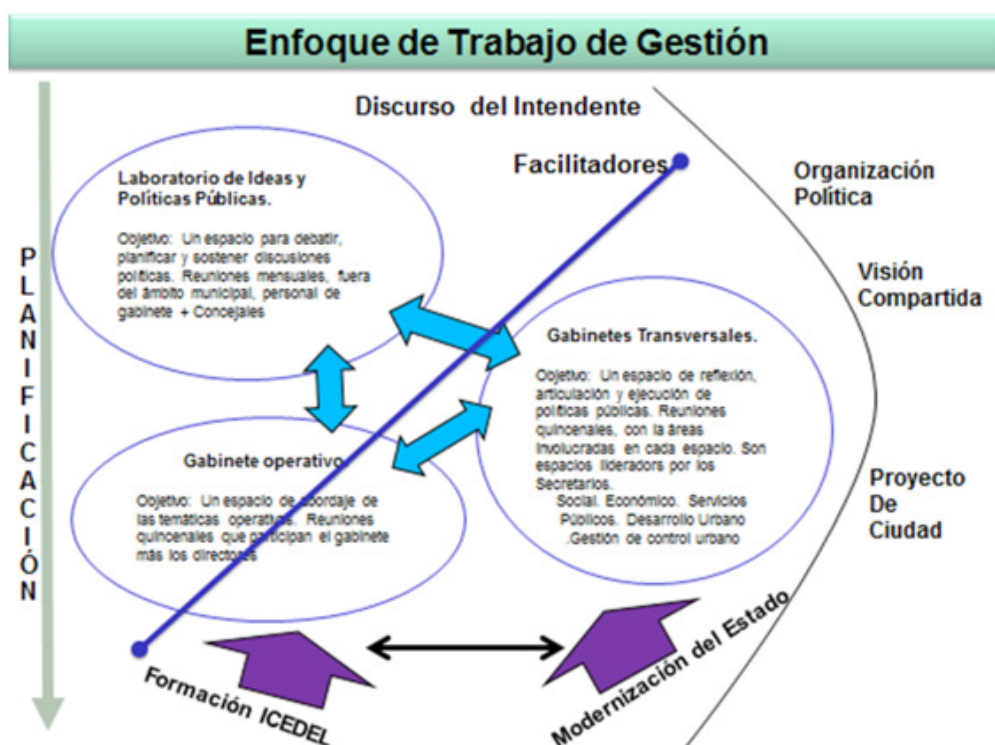 Enfoque de Trabajo de Gestión
Discurso del Intendente
Facilitadores
Organización
Política
Visión
Compartida
Proyecto
De
Ciudad
PLANIFICACIÓN
Laboratorio de Ideas y
Políticas Públicas.
Objetivo: Un espacio para debatir,
planificar y sostener discusiones
políticas. Reuniones mensuales, fuera
del ámbito municipal, personal de
gabinete + Concejales
Gabinetes Transversales.
Objetivo: Un espacio de reflexión,
articulación y ejecución de
políticas públicas. Reuniones
quincenales, con la áreas
involucradas en cada espacio. Son
espacios lideradors por los
Secretarios.
Social. Económico. Servicios
Públicos. Desarrollo Urbano
.Gestión de control urbano
Gabinete operativo.
Objetivo: Un espacio de abordaje de
las temáticas operativas. Reuniones
quincenales que participan el gabinete
más los directores
Formación ICEDEL
Modernización del Estado